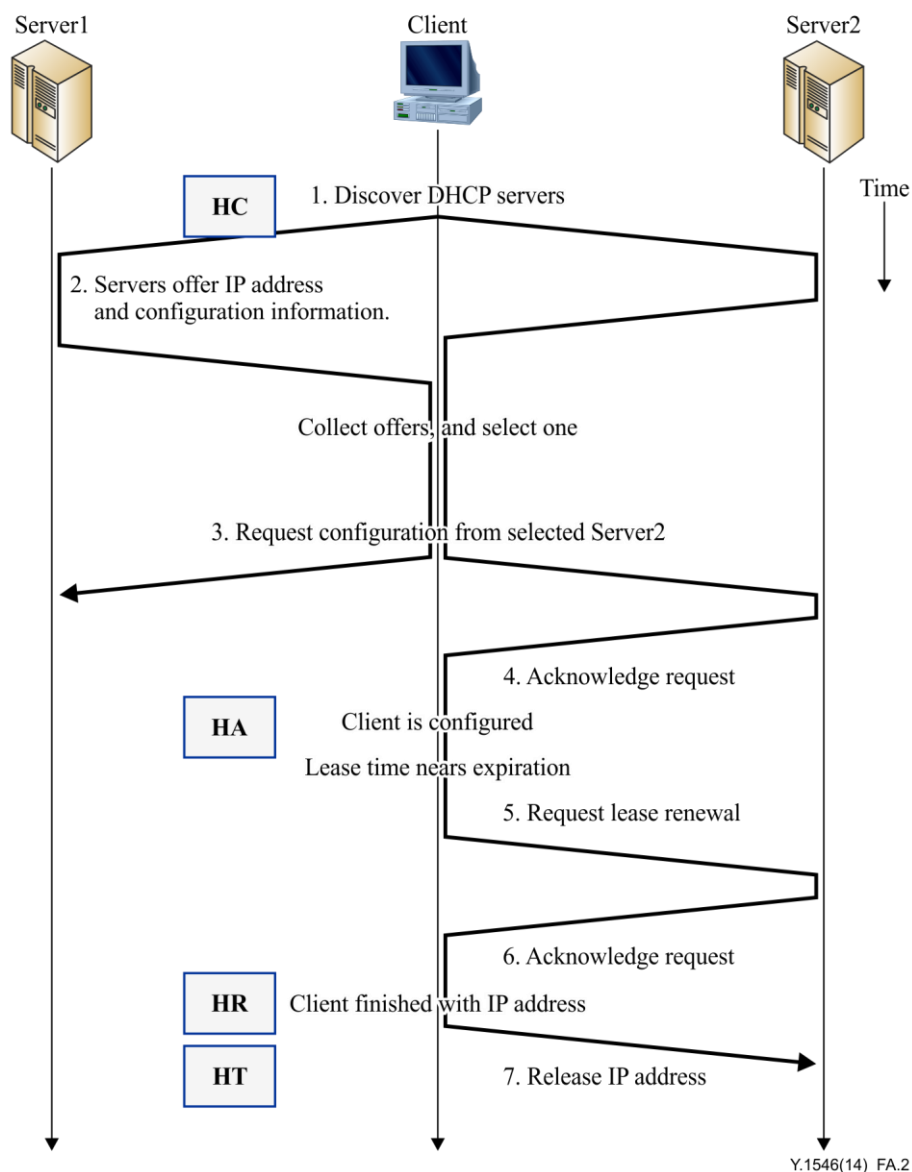 Server1
Client
Server2
Time
HC
1. Discover DHCP servers
2. Servers offer IP address
and configuration information.
Collect offers, and select one
3. Request configuration from selected Server2
4. Acknowledge request
HA
Client is configured
Lease time nears expiration
5. Request lease renewal
6. Acknowledge request
HR
Client finished with IP address
HT
7. Release IP address
Y.1546(14)_FA.2